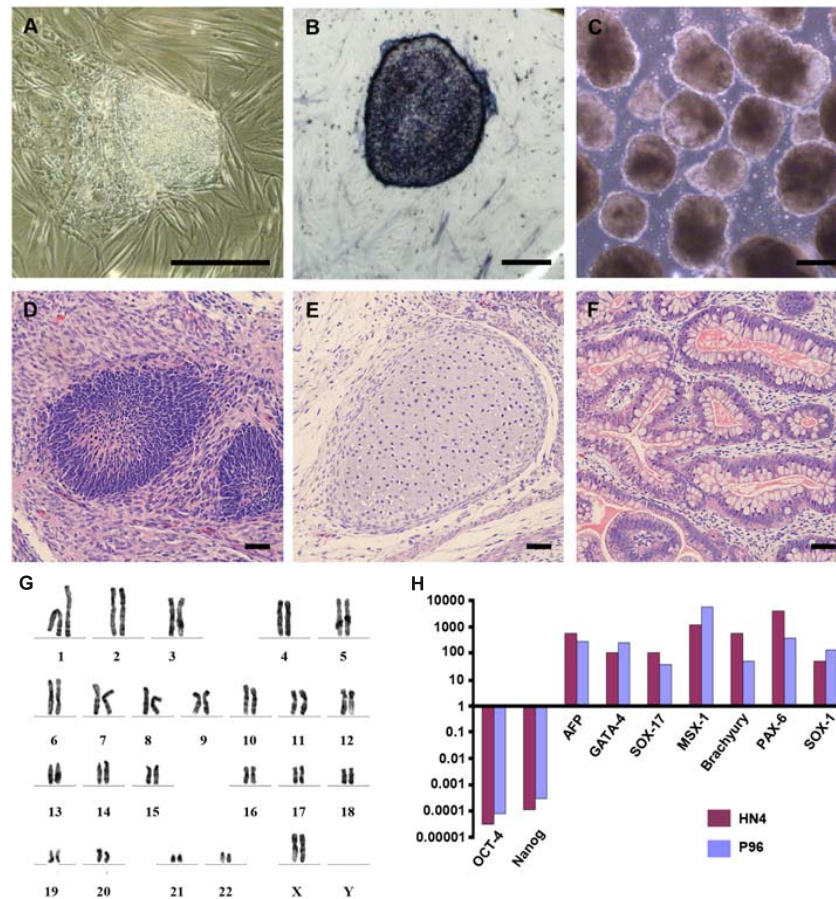 A
B
C
D
E
F
G
1 2 3 4 5
6 7 8 9 10 11 12
13 14 15 16 17 18
19 20 21 22 X Y
H
10000
1000
100
10
1
0.1
0.01
0.001
0.0001
0.00001
OCT-4 Nanog AFP GATA-4 SOX-17 MSX-1 Brachyury PAX-6 SOX-1
HN4
P96